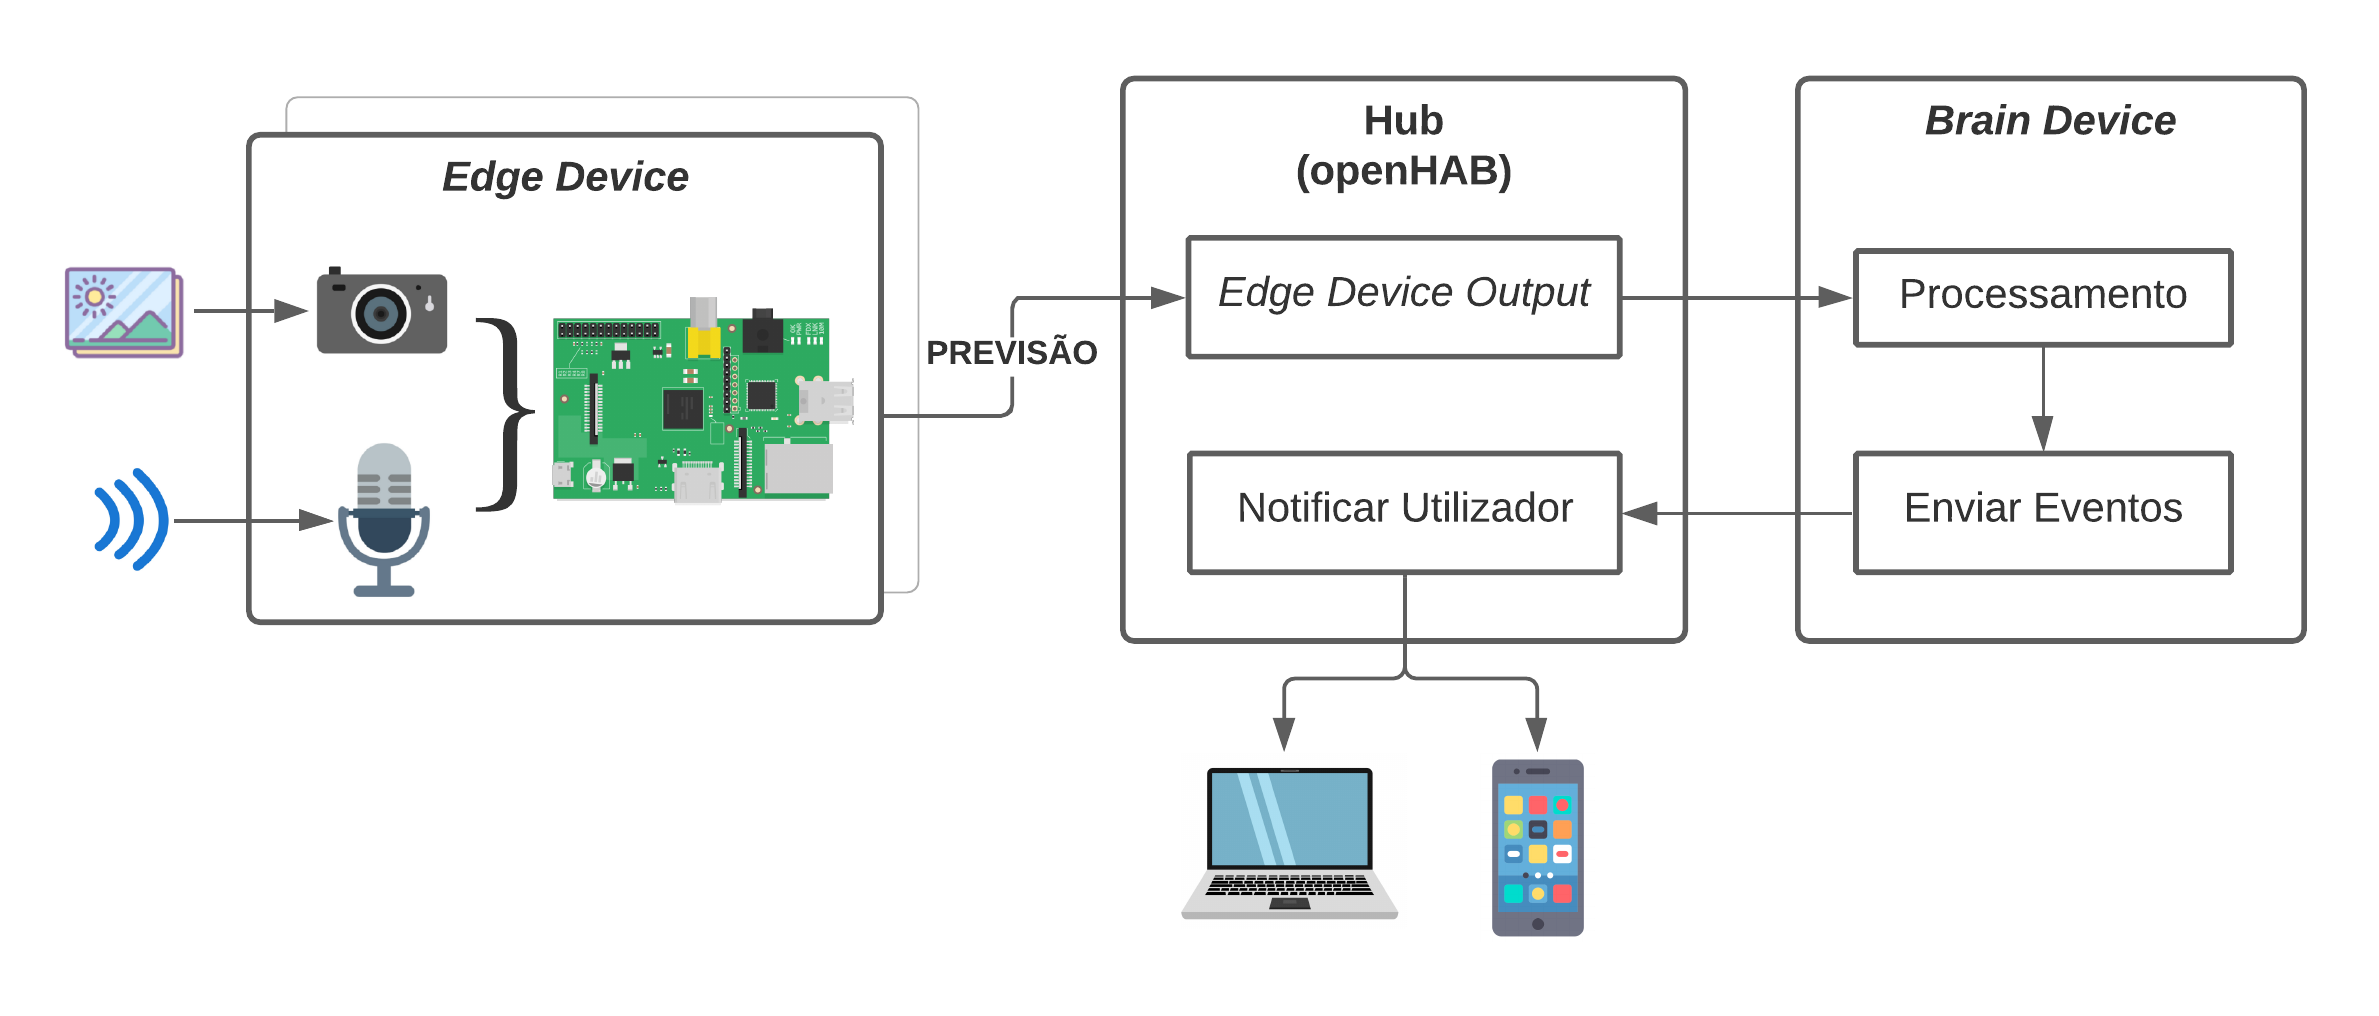 Edge Device
PREVISÃO
Hub
(openHAB)
Edge Device Output
Notificar Utilizador
Brain Device
Processamento
Enviar Eventos